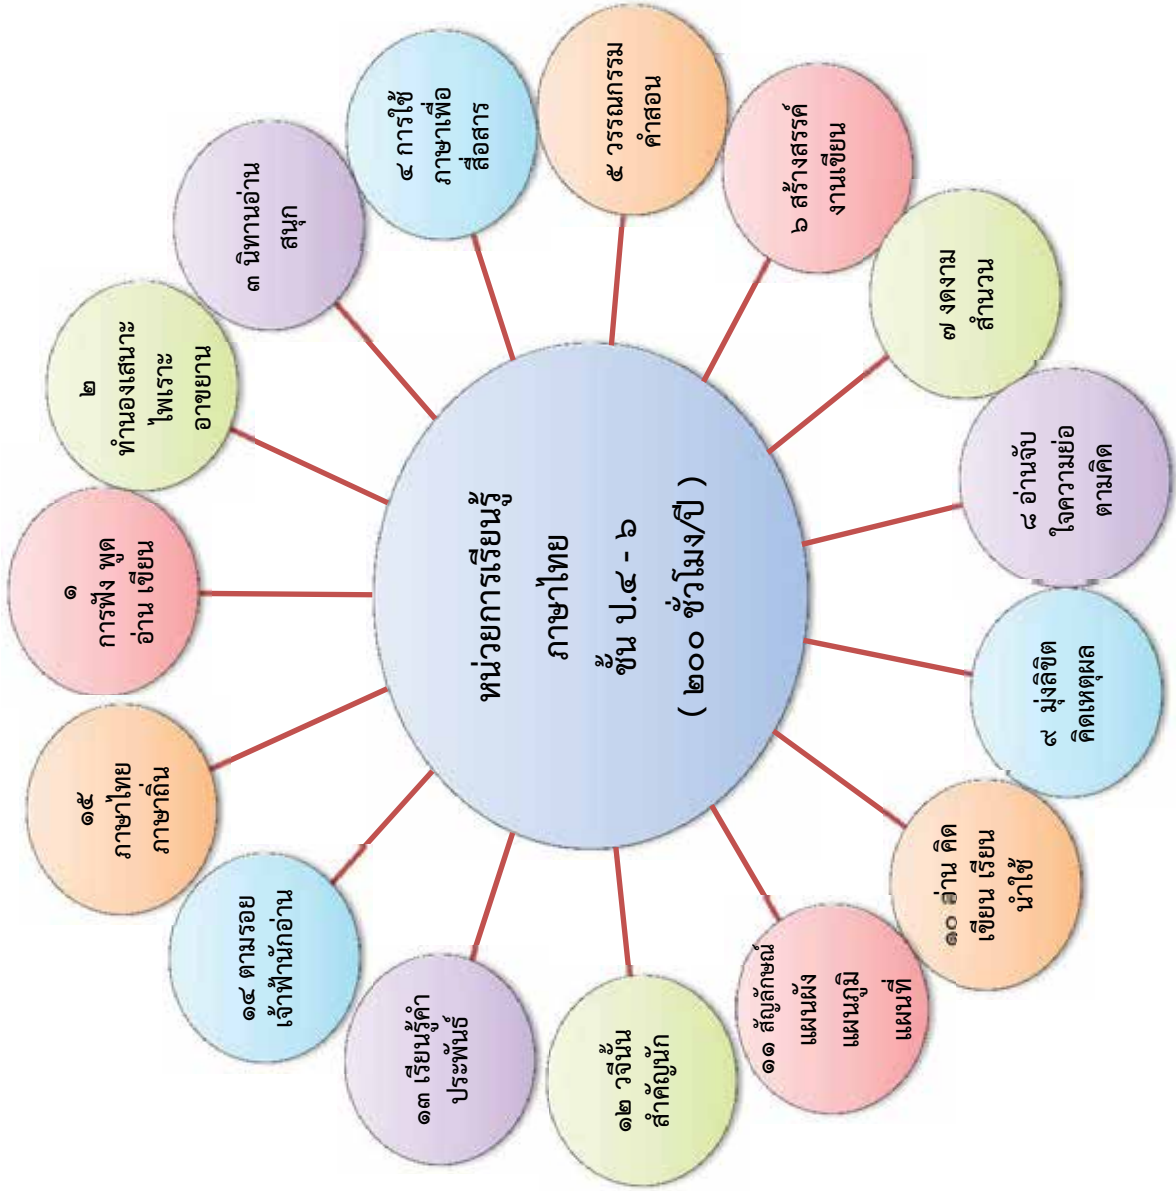 หน่วยการเรียนรู้
ภาษาไทย
ชั้น ป.๔ - ๖
( ๒๐๐ ชั่วโมง/ปี )
๑
การฟัง พูด
อ่าน เขียน
๒
ทำนองเสนาะ
ไพเราะ
อาขยาน
๓ นิทานอ่าน
สนุก
๔ การใช้
ภาษาเพื่อ
สื่อสาร
๕ วรรณกรรม
คำสอน
๖ สร้างสรรค์
งานเขียน
๗ งดงาม
สำนวน
๘ อ่านจับ
ใจความย่อ
ตามคิด
๙ มุ่งลิขิต
คิดเหตุผล
๑๐ อ่าน คิด
เขียน เรียน
นำใช้
๑๑ สัญลักษณ์
แผนผัง
แผนภูมิ
แผนที่
๑๒ วจีนั้น
สำคัญนัก
๑๓ เรียนรู้คำ
ประพันธ์
๑๔ ตามรอย
เจ้าฟ้านักอ่าน
๑๕
ภาษาไทย
ภาษาถิ่น